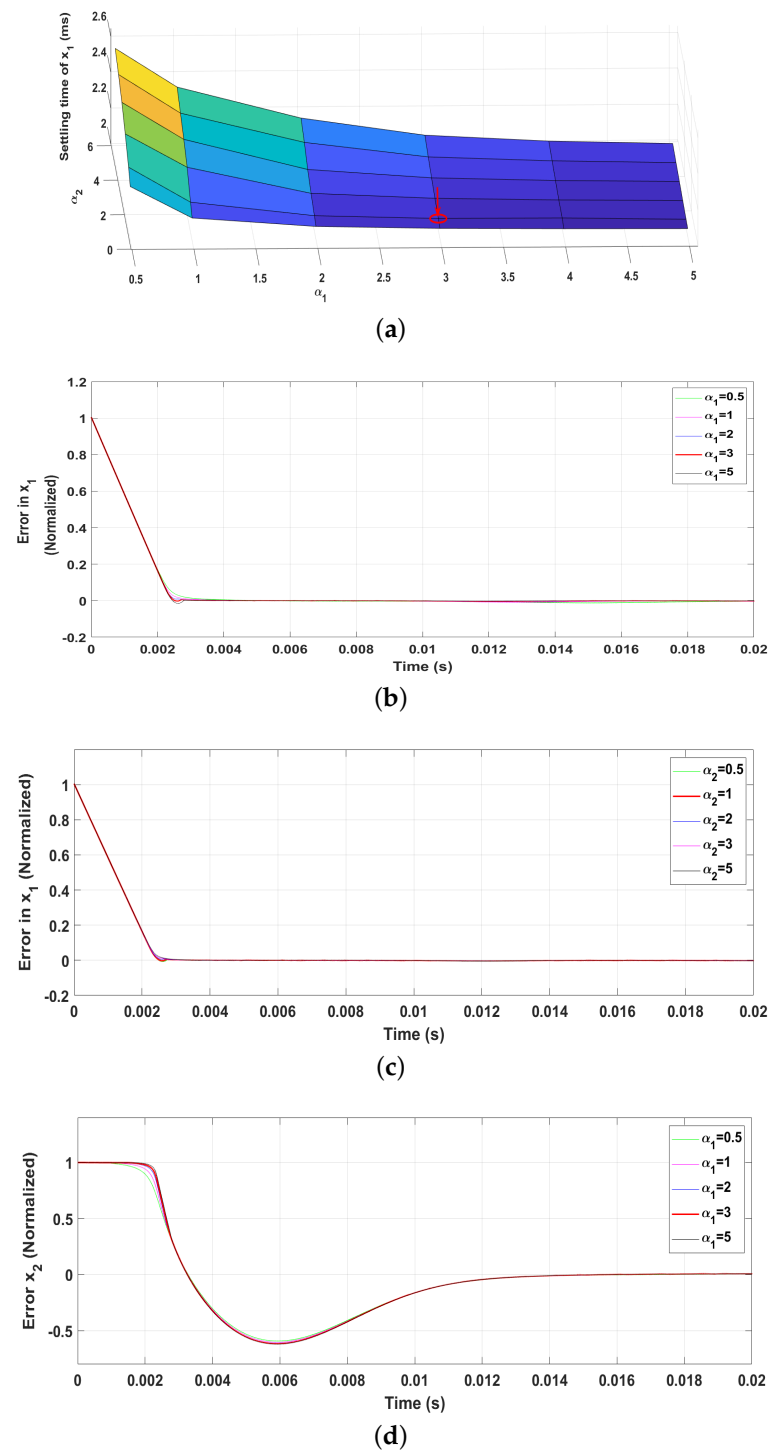 2.6
2.4
2.2
2
6
4
2
0
Settling time of x1 (ms)
α2
0.5 1 1.5 2 2.5 3 3.5 4 4.5 5
α1
(a)
1.2
1
0.8
0.6
0.4
0.2
0
-0.2
Error in x1
(Normalized)
α1=0.5
α1=1
α1=2
α1=3
α1=5
0 0.002 0.004 0.006 0.008 0.01 0.012 0.014 0.016 0.018 0.02
Time (s)
(b)
1
0.8
0.6
0.4
0.2
0
-0.2
Error in x1 (Normalized)
α2=0.5
α2=1
α2=2
α2=3
α2=5
0 0.002 0.004 0.006 0.008 0.01 0.012 0.014 0.016 0.018 0.02
Time (s)
(c)
1
0.5
0
-0.5
Error x2 (Normalized)
α1=0.5
α1=1
α1=2
α1=3
α1=5
0 0.002 0.004 0.006 0.008 0.01 0.012 0.014 0.016 0.018 0.02
Time (s)
(d)